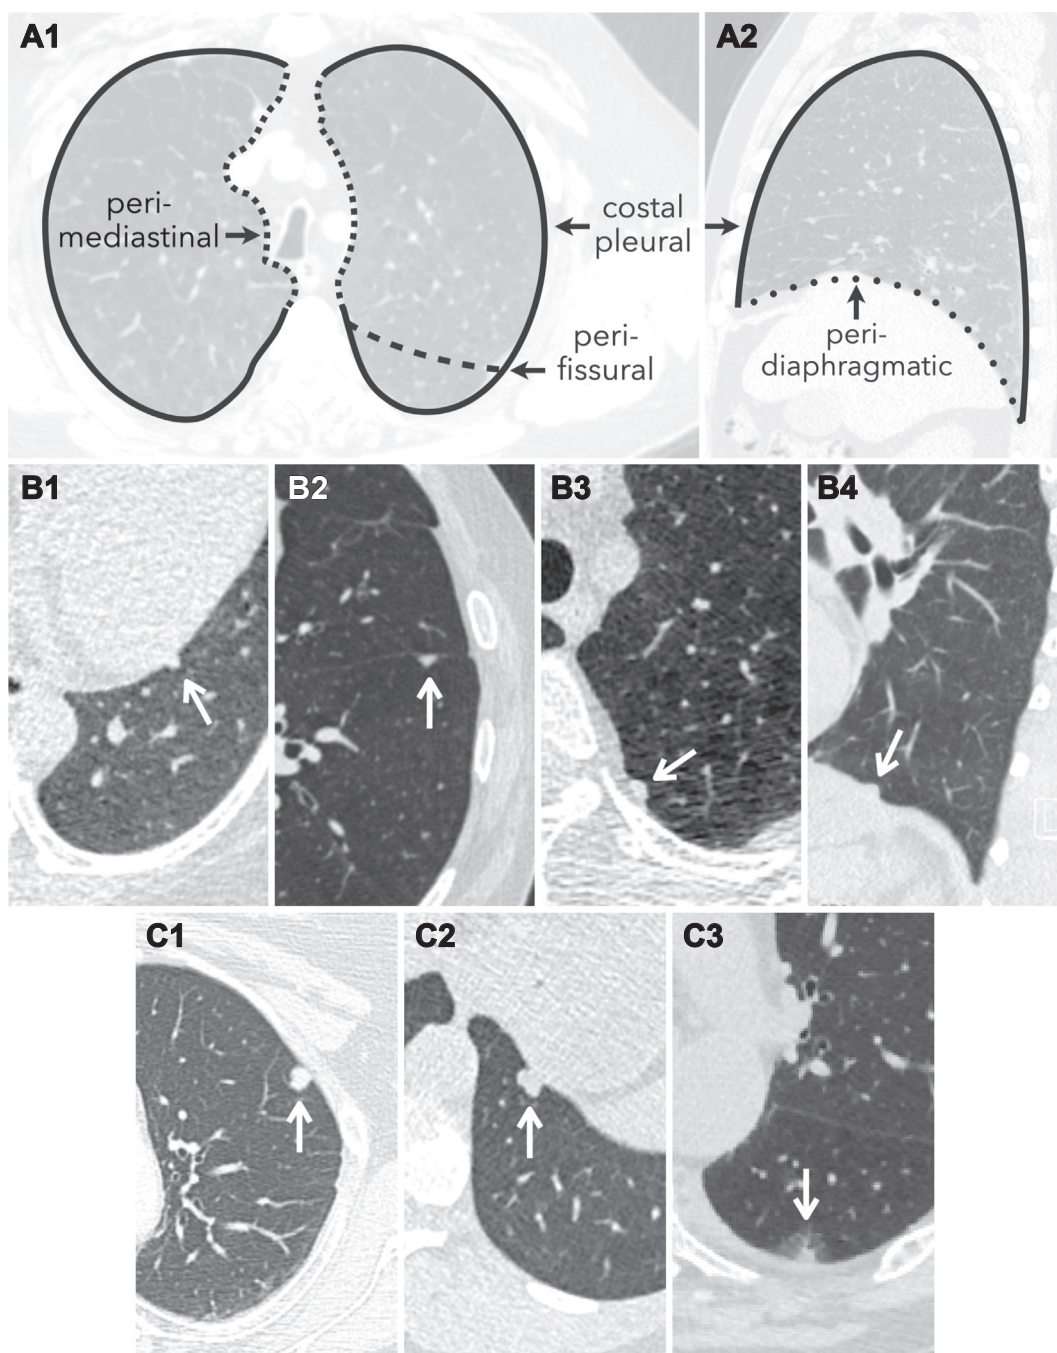 A1
A2
peri-
mediastinal
costal
pleural
peri-
fissural
peri-
diaphragmatic
B1
B2
B3
B4
C1
C2
C3